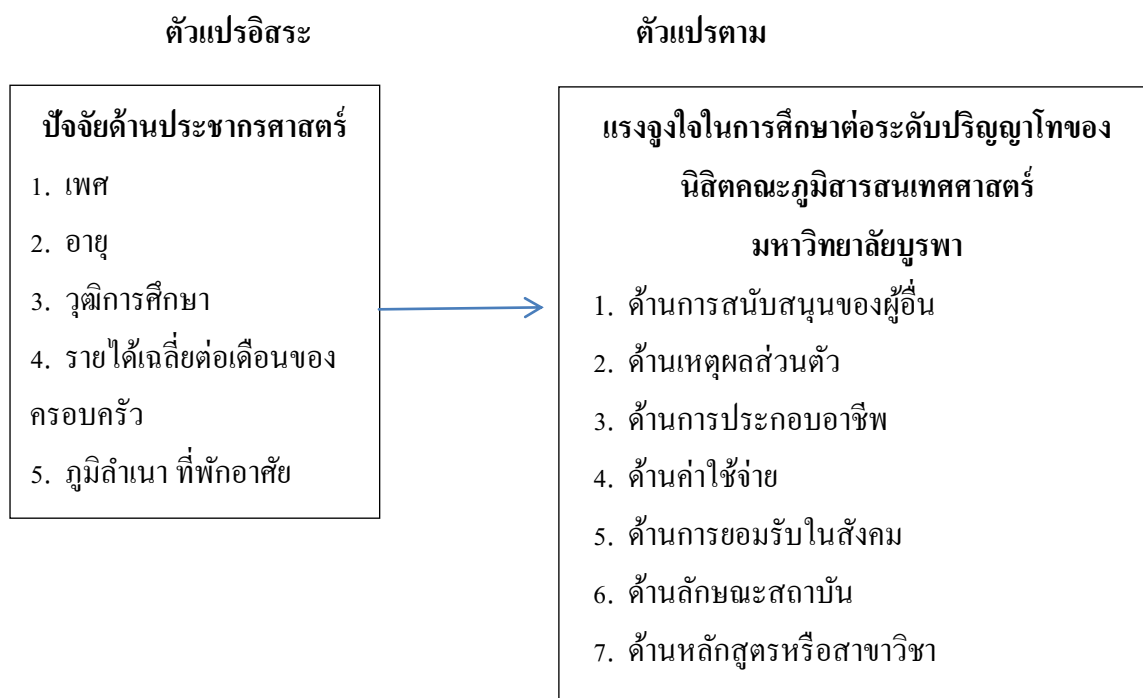 ตัวแปรอิสระ
ตัวแปรตาม
ปัจจัยด้านประชากรศาสตร์
1. เพศ
2. อายุ
3. วุฒิการศึกษา
4. รายได้เฉลี่ยต่อเดือนของ
ครอบครัว
5. ภูมิลำเนา ที่พักอาศัย
แรงจูงใจในการศึกษาต่อระดับปริญญาโทของ
นิสิตคณะภูมิสารสนเทศศาสตร์
มหาวิทยาลัยบูรพา
1. ด้านการสนับสนุนของผู้อื่น
2. ด้านเหตุผลส่วนตัว
3. ด้านการประกอบอาชีพ
4. ด้านค่าใช้จ่าย
5. ด้านการยอมรับในสังคม
6. ด้านลักษณะสถาบัน
7. ด้านหลักสูตรหรือสาขาวิชา